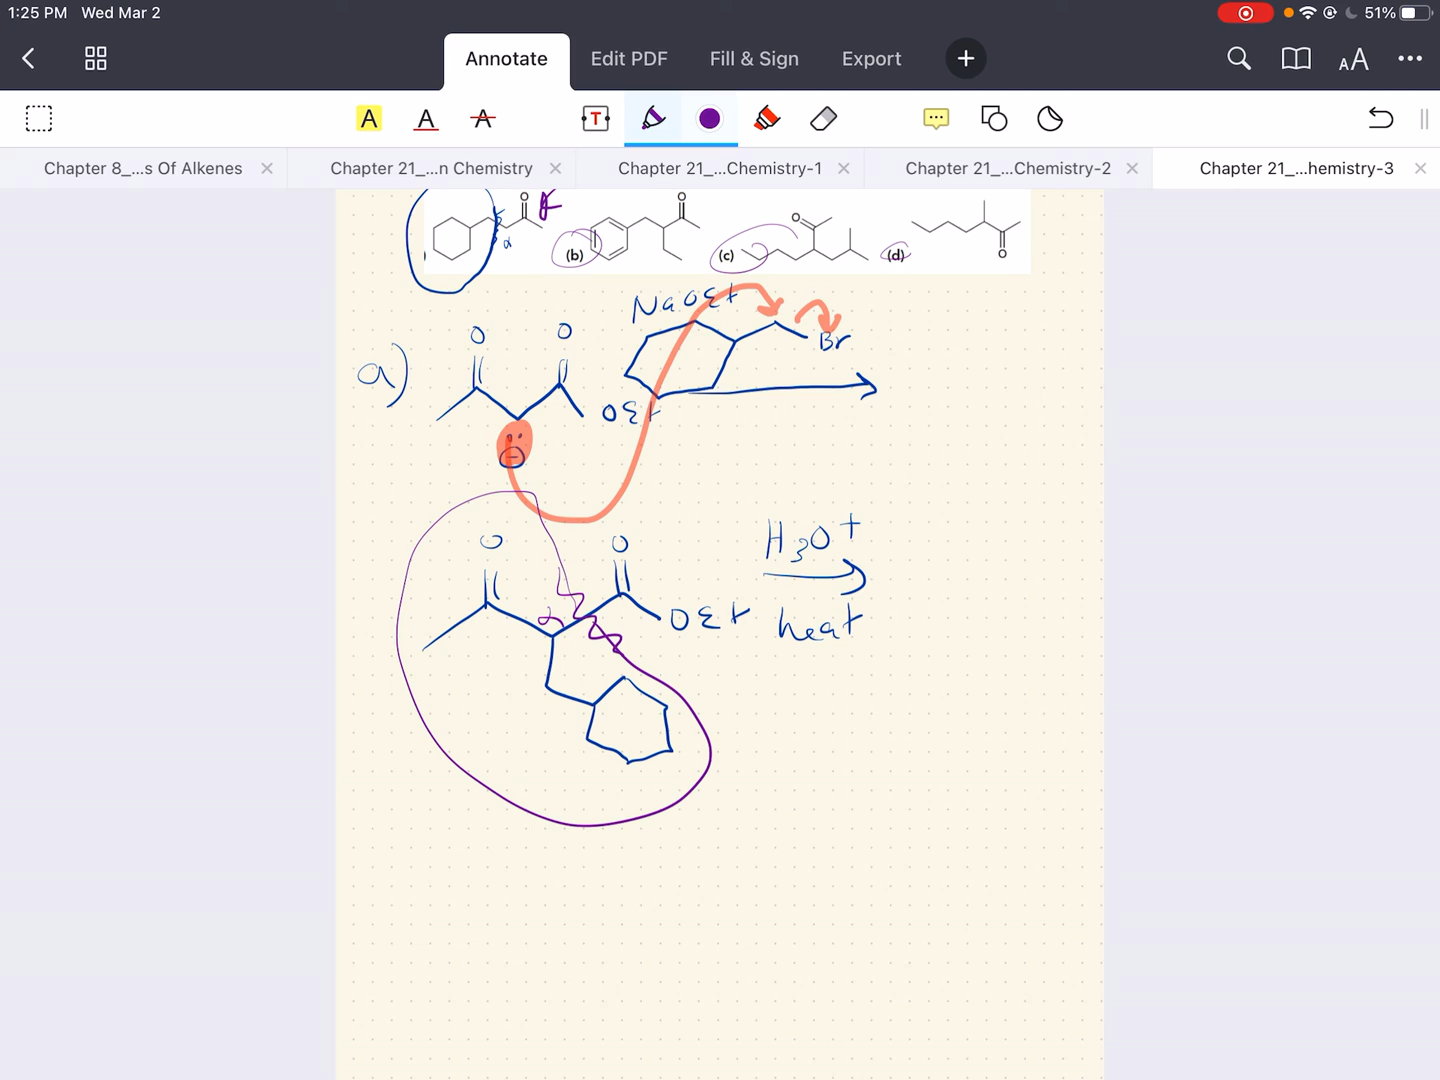 1:25 PM Wed Mar 2
51%
Annotate Edit PDF Fill & Sign Export +
A A A T AA
Chapter 8_...s Of Alkenes Chapter 21_...n Chemistry Chapter 21_...Chemistry-1 Chapter 21_...Chemistry-2 Chapter 21_...hemistry-3
O O O
α (b) (c) (d) O
NaOEt
O O Br
a)
OEt
H3O+
O O
α OEt heat